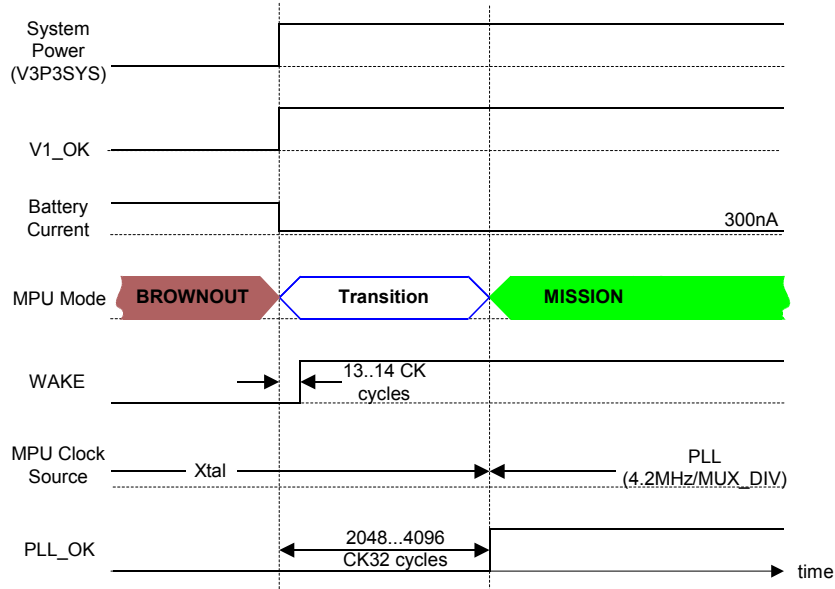 System
Power
(V3P3SYS)
V1_OK
Battery
Current
300nA
MPU Mode
BROWNOUT
Transition
MISSION
WAKE
13..14 CK
cycles
MPU Clock
Source
Xtal
PLL
(4.2MHz/MUX_DIV)
PLL_OK
2048...4096
CK32 cycles
time